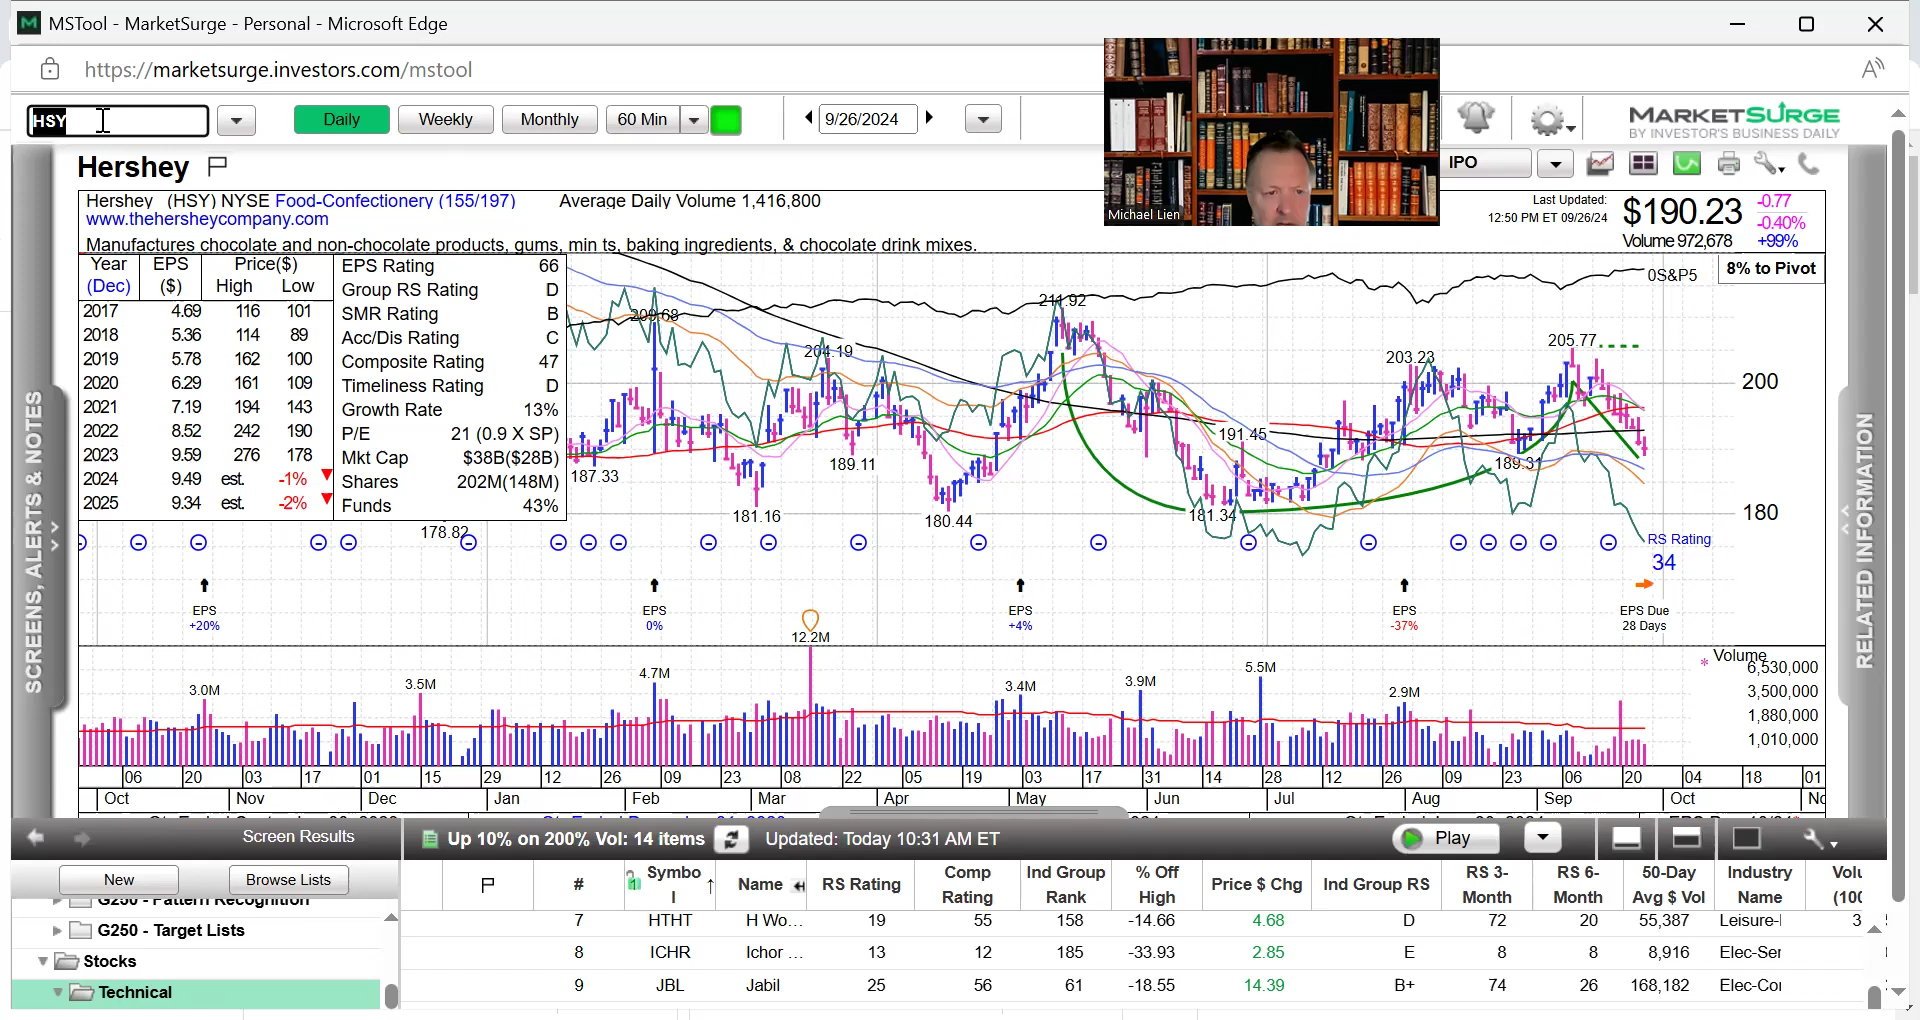 MSTool - MarketSurge - Personal - Microsoft Edge
https://marketsurge.investors.com/mstool
HSY
Daily
Weekly
Monthly
60 Min
9/26/2024
Michael Lien
MARKETSURGE
BY INVESTOR'S BUSINESS DAILY
Hershey
IPO
Hershey (HSY) NYSE Food-Confectionery (155/197) Average Daily Volume 1,416,800
www.thehersheycompany.com
Manufactures chocolate and non-chocolate products, gums, min ts, baking ingredients, & chocolate drink mixes.
Last Updated:
12:50 PM ET 09/26/24
$190.23
Volume 972,678
-0.77
-0.40%
+99%
8% to Pivot
Year EPS Price($)
(Dec) ($) High Low
2017 4.69 116 101
2018 5.36 114 89
2019 5.78 162 100
2020 6.29 161 109
2021 7.19 194 143
2022 8.52 242 190
2023 9.59 276 178
2024 9.49 est. -1%
2025 9.34 est. -2%
EPS Rating 66
Group RS Rating D
SMR Rating B
Acc/Dis Rating C
Composite Rating 47
Timeliness Rating D
Growth Rate 13%
P/E 21 (0.9 X SP)
Mkt Cap $38B($28B)
Shares 202M(148M)
Funds 43%
0S&P5
209.68
211.92
204.19
203.23
205.77
200
191.45
189.11
189.31
187.33
181.16
180.44
181.34
180
178.82
RS Rating
34
EPS
+20%
EPS
0%
EPS
+4%
EPS
-37%
EPS Due
28 Days
12.2M
Volume
3.0M
3.5M
4.7M
3.4M
3.9M
5.5M
2.9M
6,530,000
3,500,000
1,880,000
1,010,000
06 20 03 17 01 15 29 12 26 09 23 08 22 05 19 03 17 31 14 28 12 26 09 23 06 20 04 18 01
Oct Nov Dec Jan Feb Mar Apr May Jun Jul Aug Sep Oct
SCREENS, ALERTS & NOTES
RELATED INFORMATION
Screen Results
Up 10% on 200% Vol: 14 items
Updated: Today 10:31 AM ET
Play
New
Browse Lists
G250 - Pattern Recognition
G250 - Target Lists
Stocks
Technical
# Symbo
l Name RS Rating Comp
Rating Ind Group
Rank % Off
High Price $ Chg Ind Group RS RS 3-
Month RS 6-
Month 50-Day
Avg $ Vol Industry
Name Volu
(100
7 HTHT H Wo... 19 55 158 -14.66 4.68 D 72 20 55,387 Leisure-
8 ICHR Ichor ... 13 12 185 -33.93 2.85 E 8 8 8,916 Elec-Ser
9 JBL Jabil 25 56 61 -18.55 14.39 B+ 74 26 168,182 Elec-Cor